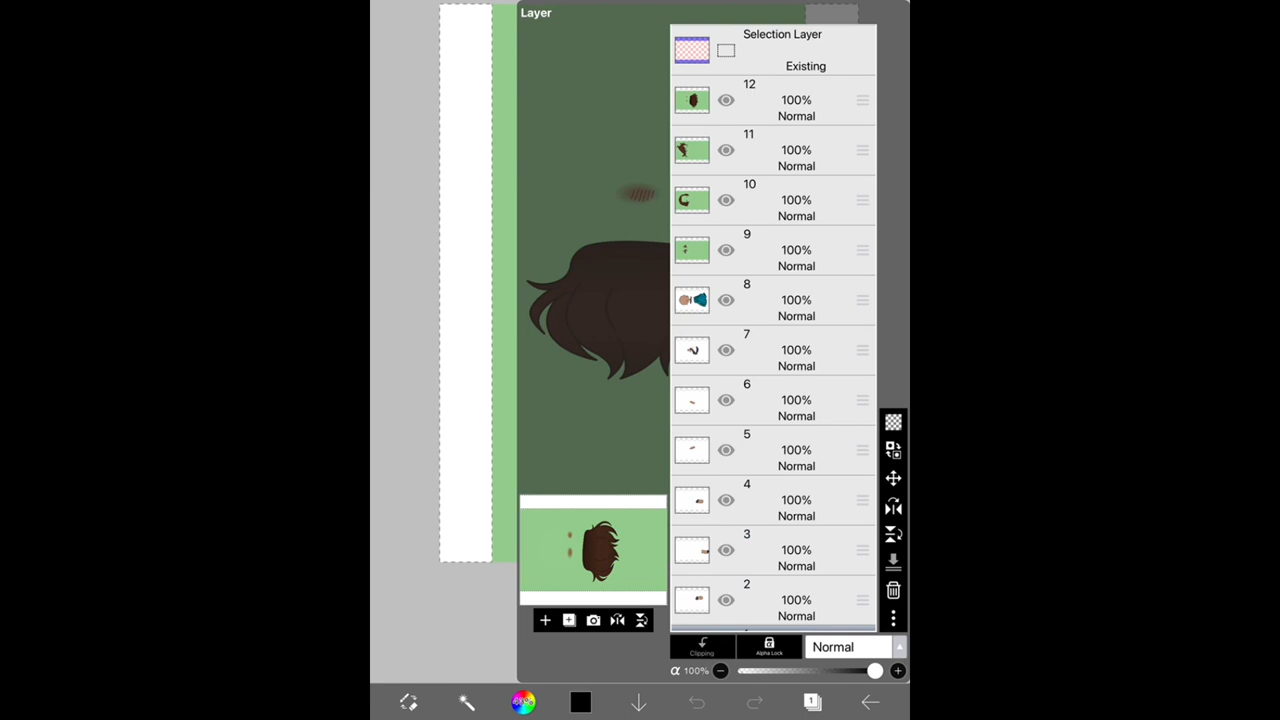 Layer
Selection Layer
Existing
12
100%
Normal
11
100%
Normal
10
100%
Normal
9
100%
Normal
8
100%
Normal
7
100%
Normal
6
100%
Normal
5
100%
Normal
4
100%
Normal
3
100%
Normal
2
100%
Normal
Clipping
Alpha Lock
Normal
α 100%
1